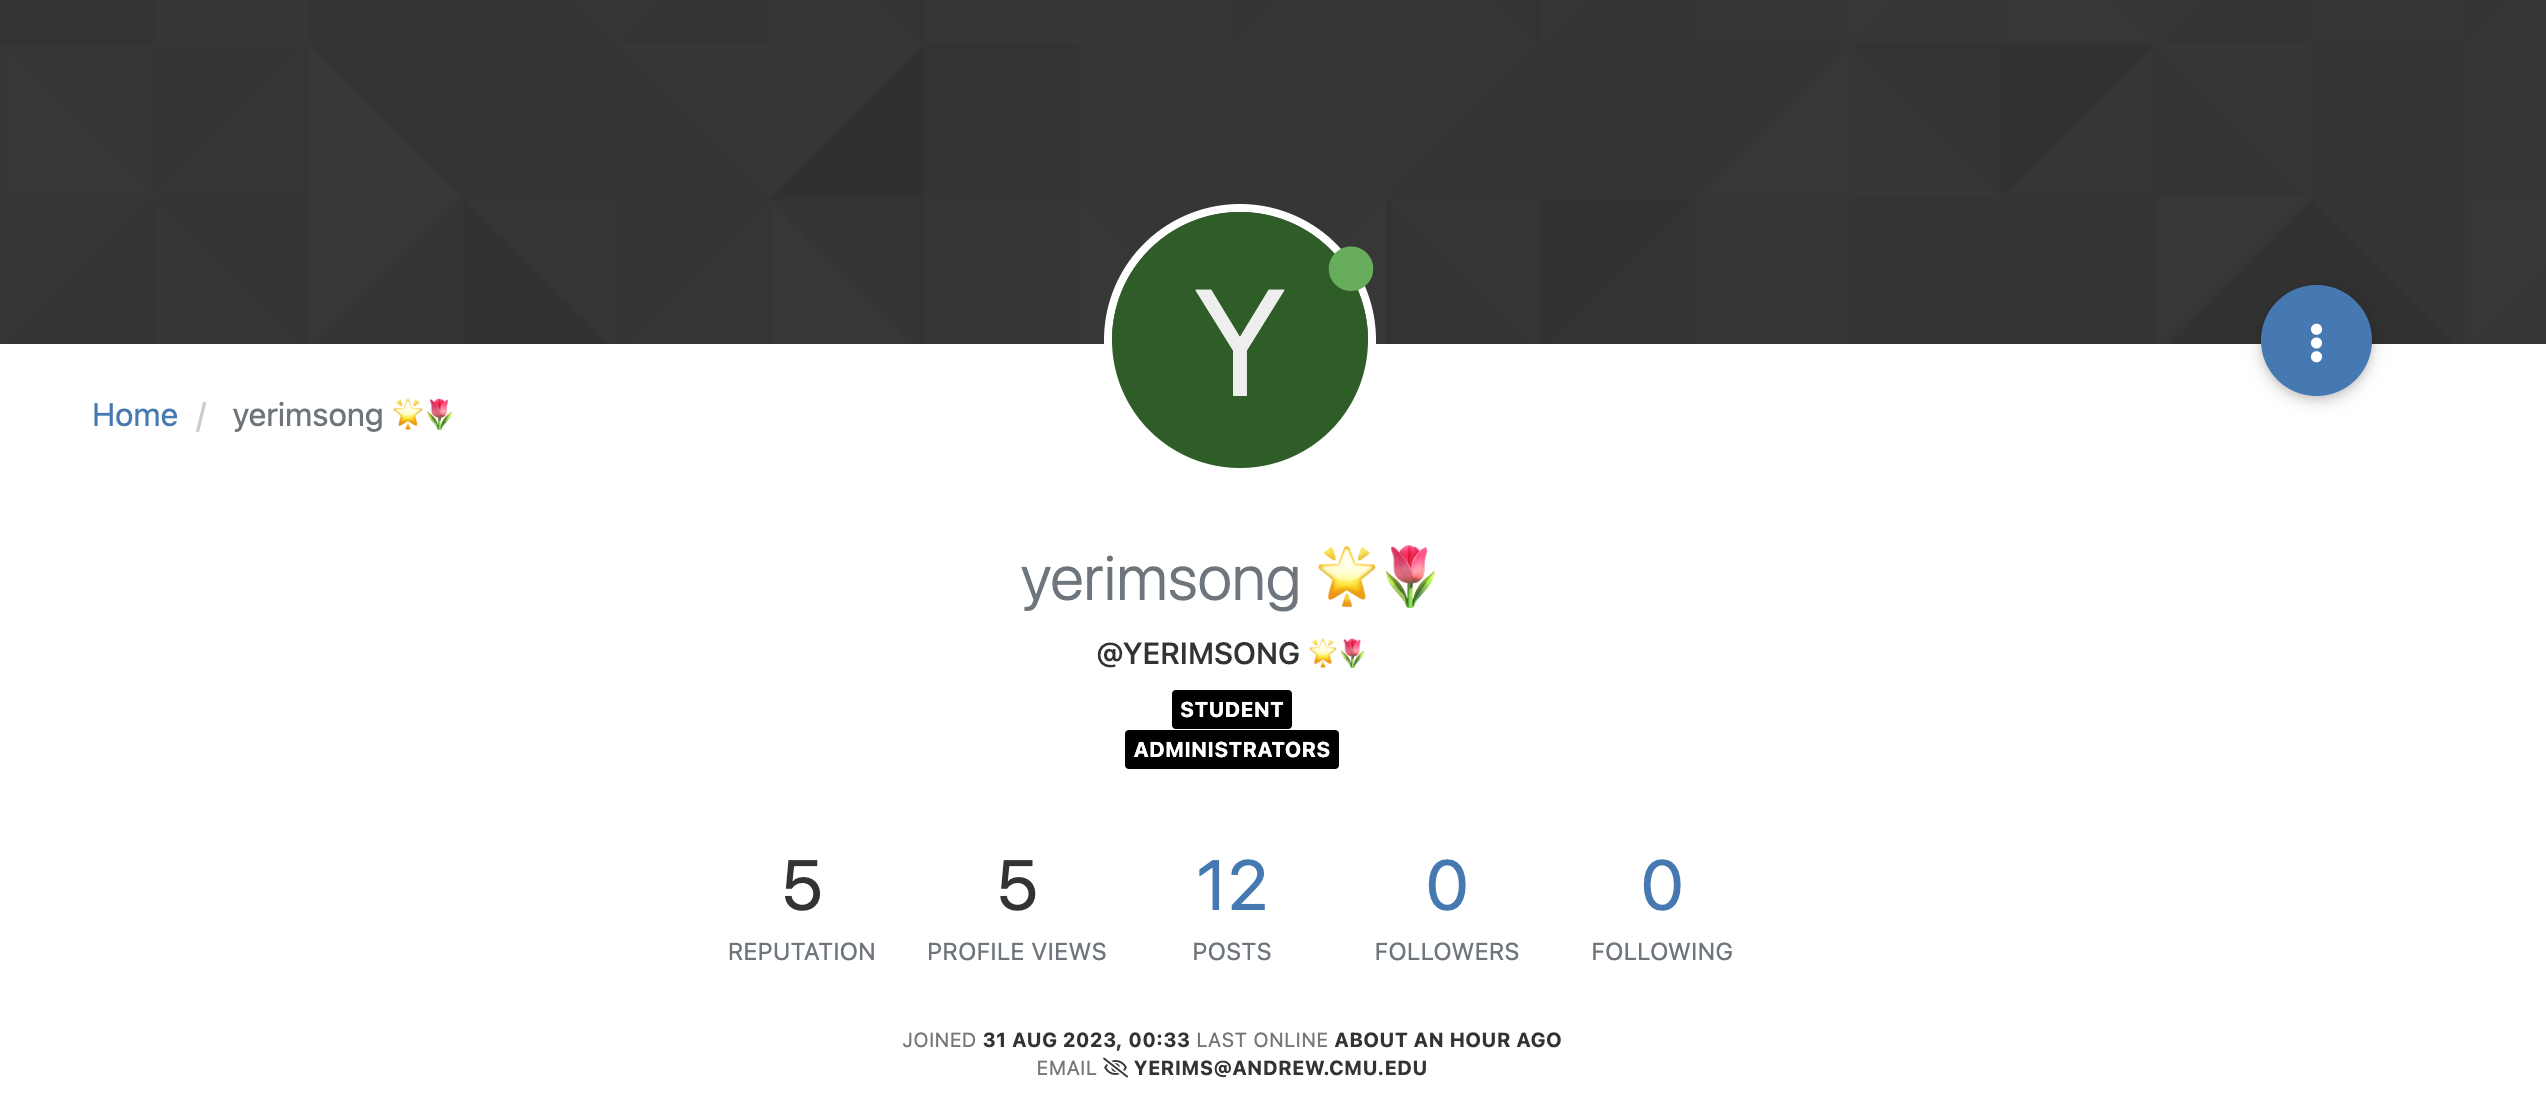 Y
Home / yerimsong 🌟🌷
yerimsong 🌟🌷
@YERIMSONG 🌟🌷
STUDENT
ADMINISTRATORS
5 5 12 0 0
REPUTATION PROFILE VIEWS POSTS FOLLOWERS FOLLOWING
JOINED 31 AUG 2023, 00:33 LAST ONLINE ABOUT AN HOUR AGO
EMAIL YERIMS@ANDREW.CMU.EDU